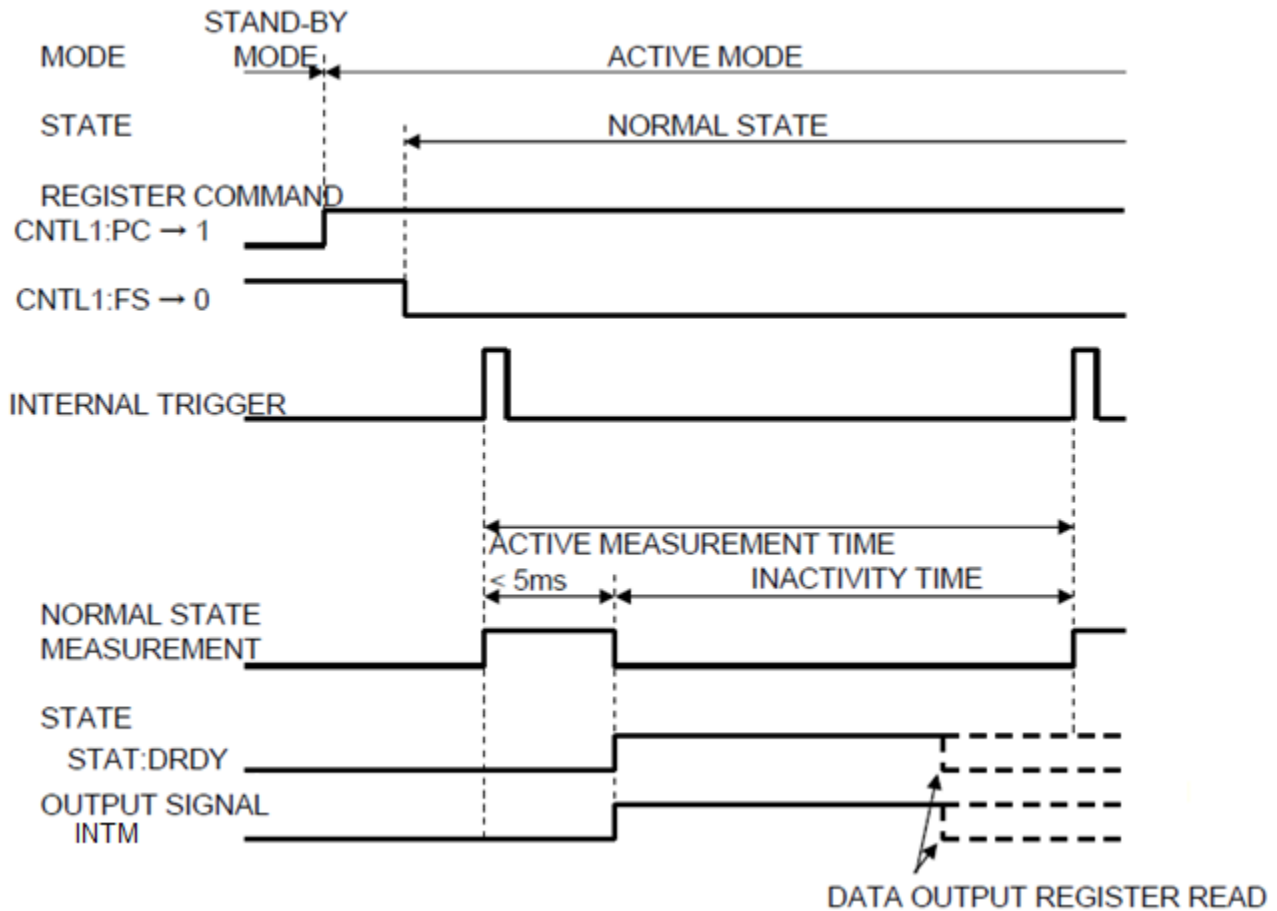 STAND-BY
MODE MODE ACTIVE MODE
STATE NORMAL STATE
REGISTER COMMAND
CNTL1:PC → 1
CNTL1:FS → 0
INTERNAL TRIGGER
ACTIVE MEASUREMENT TIME
< 5ms INACTIVITY TIME
NORMAL STATE
MEASUREMENT
STATE
STAT:DRDY
OUTPUT SIGNAL
INTM
DATA OUTPUT REGISTER READ